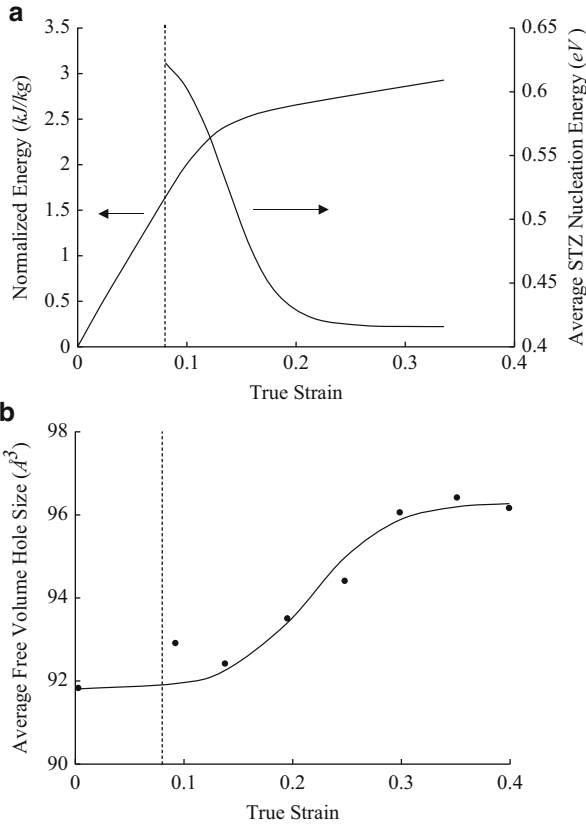 a
Normalized Energy (kJ/kg)
3.5
3
2.5
2
1.5
1
0.5
0
0.65
0.6
0.55
0.5
0.45
0.4
Average STZ Nucleation Energy (eV)
0 0.1 0.2 0.3 0.4
True Strain
b
Average Free Volume Hole Size (Å³)
98
96
94
92
90
0 0.1 0.2 0.3 0.4
True Strain